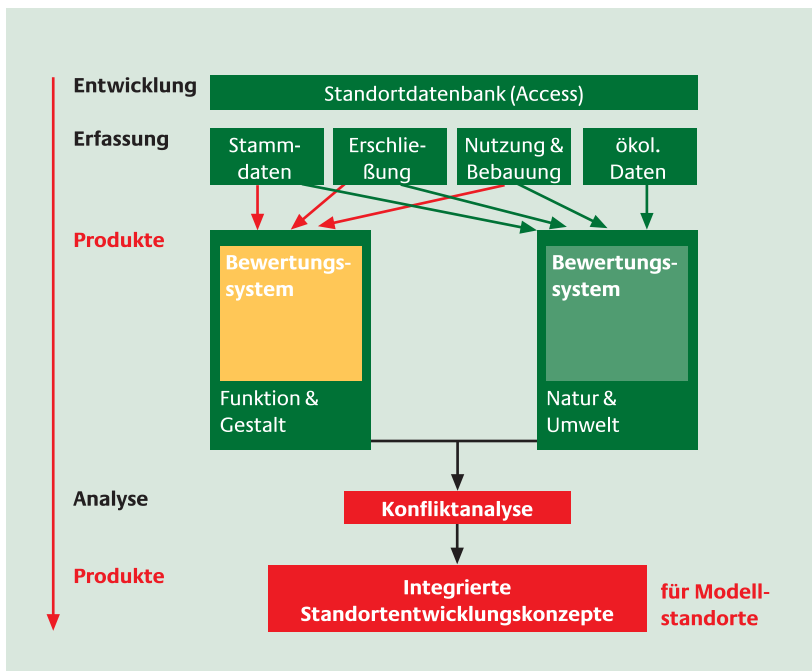 Entwicklung
Standortdatenbank (Access)
Erfassung
Stamm-
daten
Erschlie-
ßung
Nutzung &
Bebauung
ökol.
Daten
Produkte
Bewertungs-
system
Funktion &
Gestalt
Bewertungs-
system
Natur &
Umwelt
Analyse
Konfliktanalyse
Produkte
Integrierte
Standortentwicklungskonzepte
für Modell-
standorte